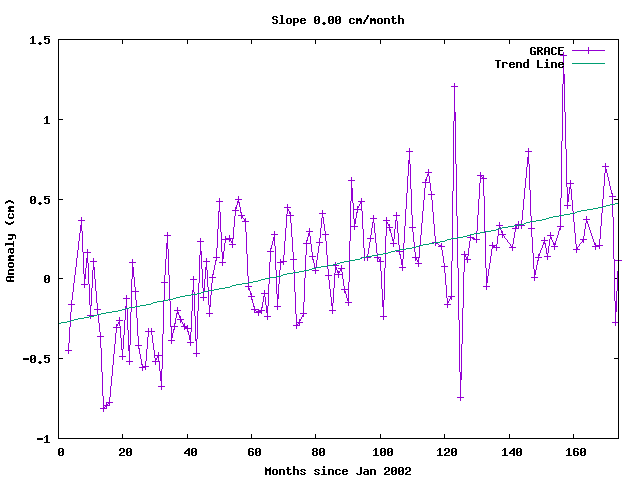 Slope 0.00 cm/month
1.5
GRACE
Trend Line
1
0.5
0
-0.5
-1
Anomaly (cm)
0 20 40 60 80 100 120 140 160
Months since Jan 2002